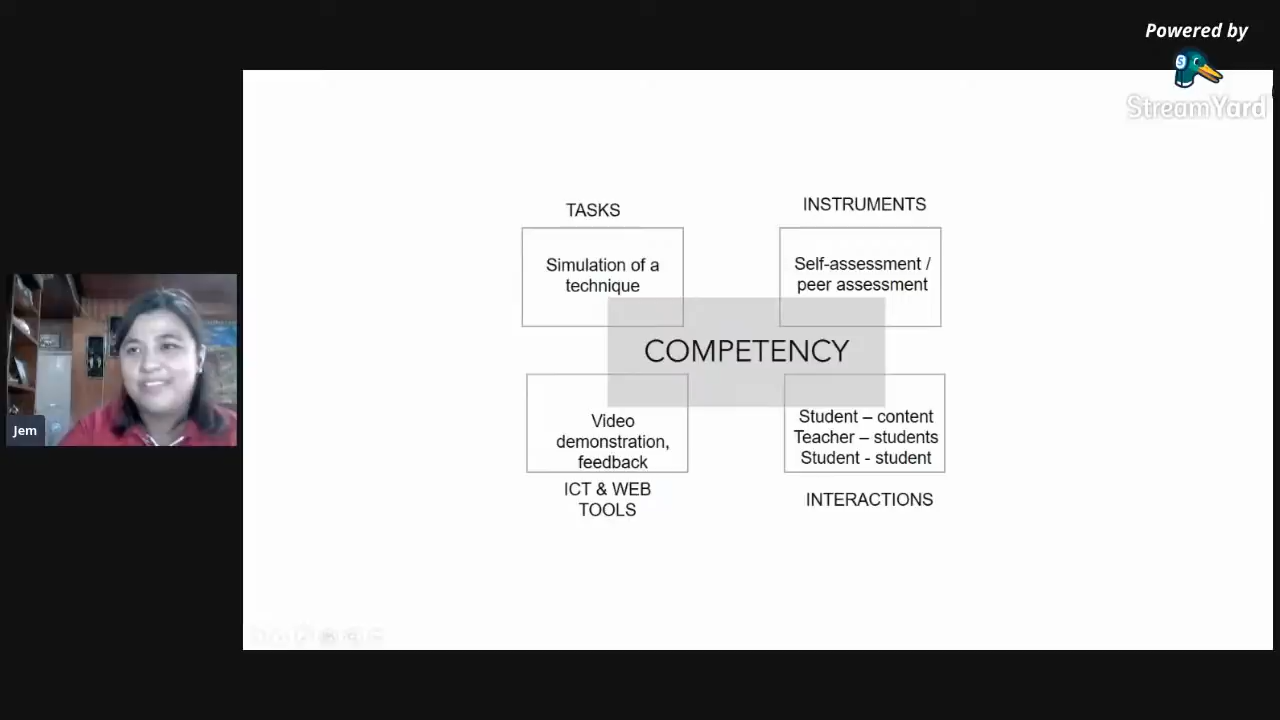 Powered by
StreamYard
TASKS
INSTRUMENTS
Simulation of a
technique
Self-assessment /
peer assessment
COMPETENCY
Video
demonstration,
feedback
Student – content
Teacher – students
Student - student
ICT & WEB
TOOLS
INTERACTIONS
Jem